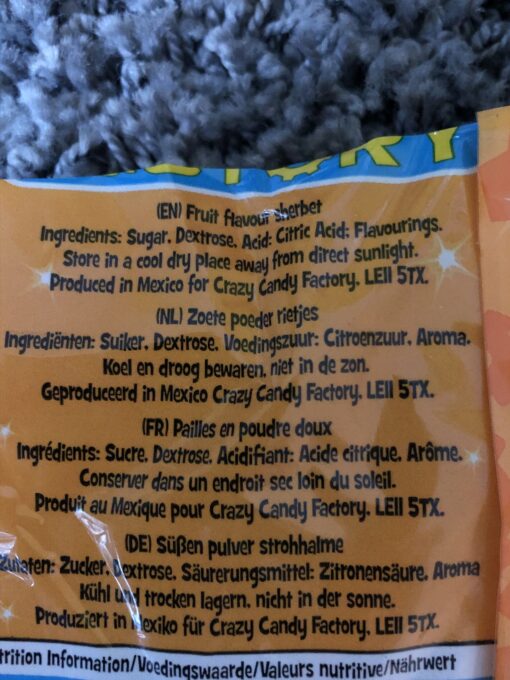 (EN) Fruit flavour sherbet
Ingredients: Sugar, Dextrose, Acid: Citric Acid; Flavourings.
Store in a cool dry place away from direct sunlight.
Produced in Mexico for Crazy Candy Factory, LE11 5TX.
(NL) Zoete poeder rietjes
Ingrediënten: Suiker, Dextrose, Voedingszuur: Citroenzuur, Aroma.
Koel en droog bewaren, niet in de zon.
Geproduceerd in Mexico Crazy Candy Factory, LE11 5TX.
(FR) Pailles en poudre doux
Ingrédients: Sucre, Dextrose, Acidifiant: Acide citrique, Arôme.
Conserver dans un endroit sec loin du soleil.
Produit au Mexique pour Crazy Candy Factory, LE11 5TX.
(DE) Süßen pulver strohhalme
Zutaten: Zucker, Dextrose, Säurerungsmittel: Zitronensäure, Aroma
Kühl und trocken lagern, nicht in der sonne.
Produziert in Mexiko für Crazy Candy Factory, LE11 5TX.
trition Information/Voedingswaarde/Valeurs nutritive/Nährwert